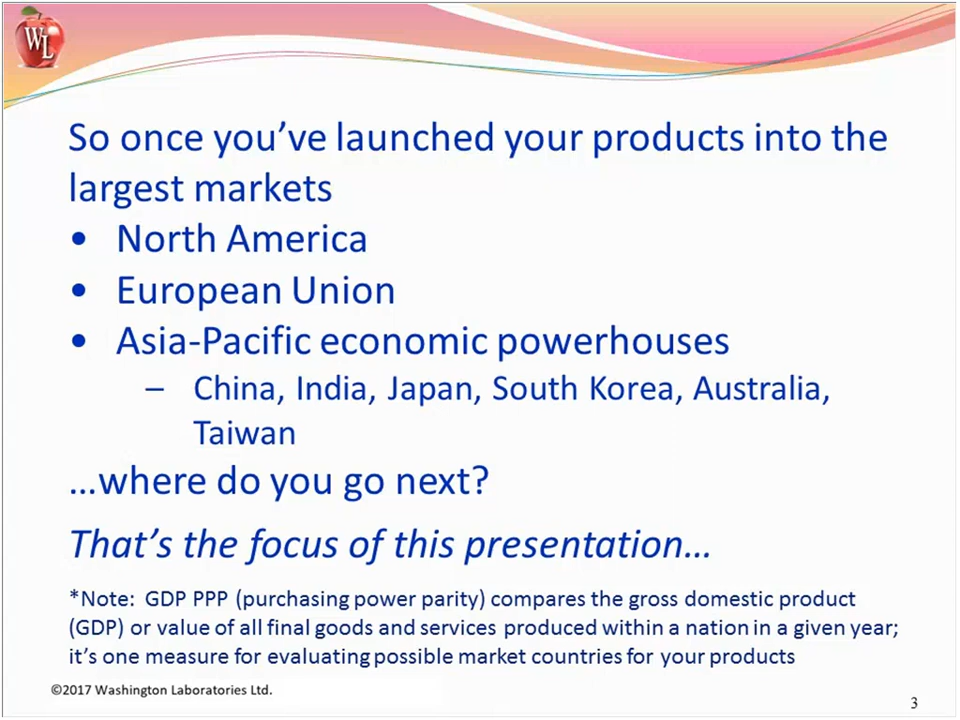 WL
So once you’ve launched your products into the
largest markets
• North America
• European Union
• Asia-Pacific economic powerhouses
– China, India, Japan, South Korea, Australia,
Taiwan
…where do you go next?
That’s the focus of this presentation…
*Note: GDP PPP (purchasing power parity) compares the gross domestic product
(GDP) or value of all final goods and services produced within a nation in a given year;
it’s one measure for evaluating possible market countries for your products
©2017 Washington Laboratories Ltd.
3